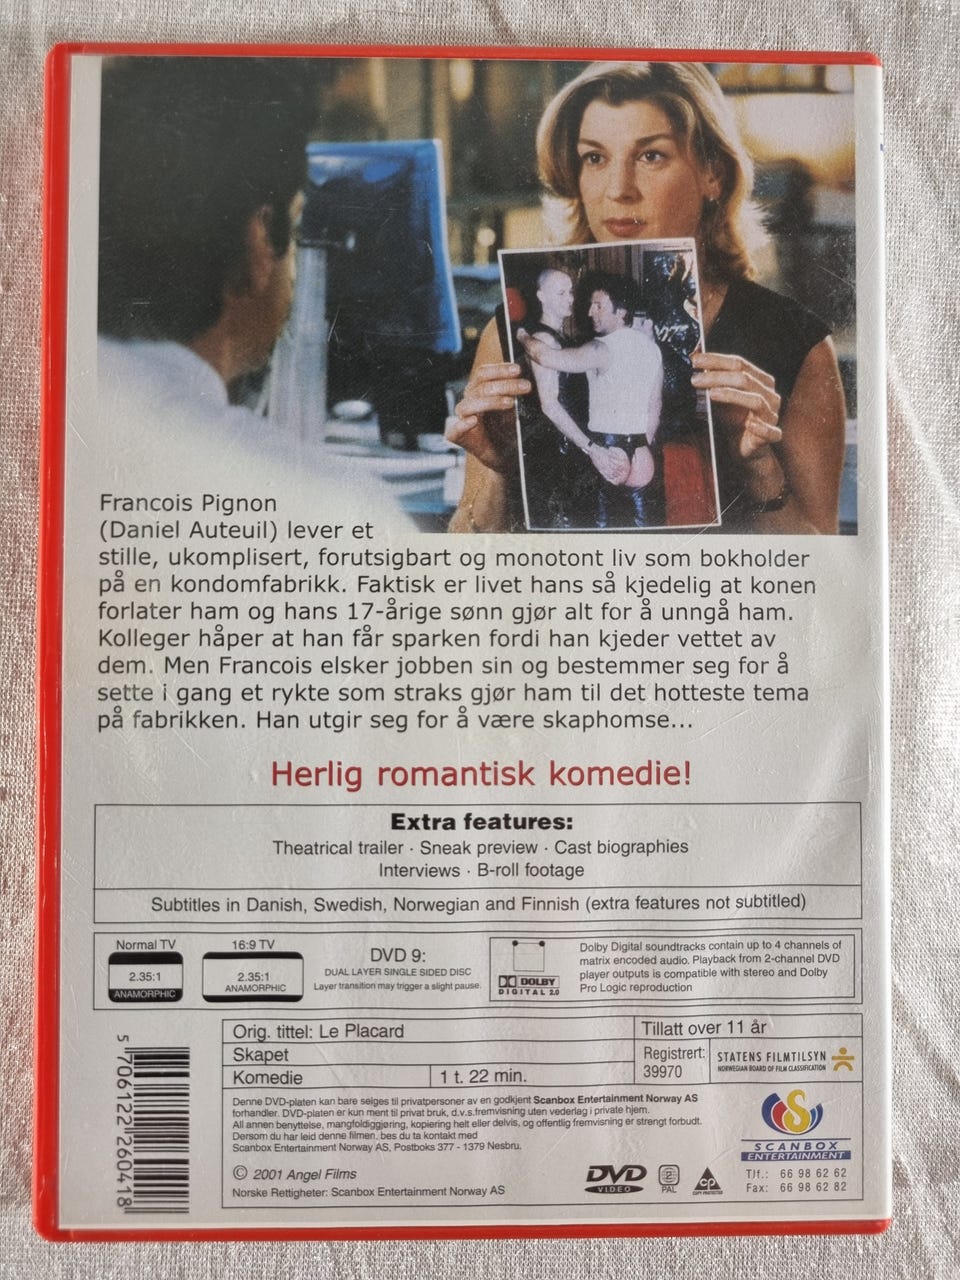 Francois Pignon
(Daniel Auteuil) lever et
stille, ukomplisert, forutsigbart og monotont liv som bokholder
på en kondomfabrikk. Faktisk er livet hans så kjedelig at konen
forlater ham og hans 17-årige sønn gjør alt for å unngå ham.
Kolleger håper at han får sparken fordi han kjeder vettet av
dem. Men Francois elsker jobben sin og bestemmer seg for å
sette i gang et rykte som straks gjør ham til det hotteste tema
på fabrikken. Han utgir seg for å være skaphomse...
Herlig romantisk komedie!
Extra features:
Theatrical trailer · Sneak preview · Cast biographies
Interviews · B-roll footage
Subtitles in Danish, Swedish, Norwegian and Finnish (extra features not subtitled)
Normal TV
2.35:1
ANAMORPHIC
16:9 TV
2.35:1
ANAMORPHIC
DVD 9:
DUAL LAYER SINGLE SIDED DISC
Layer transition may trigger a slight pause.
DOLBY
DIGITAL 2.0
Dolby Digital soundtracks contain up to 4 channels of
matrix encoded audio. Playback from 2-channel DVD
player outputs is compatible with stereo and Dolby
Pro Logic reproduction
5 706122 260418
Orig. tittel: Le Placard
Tillatt over 11 år
Skapet
Komedie
1 t. 22 min.
Registrert:
39970
STATENS FILMTILSYN
NORWEGIAN BOARD OF FILM CLASSIFICATION
Denne DVD-platen kan bare selges til privatpersoner av en godkjent Scanbox Entertainment Norway AS
forhandler. DVD-platen er kun ment til privat bruk, d.v.s.fremvisning uten vederlag i private hjem.
All annen benyttelse, mangfoldiggjøring, kopiering helt eller delvis, og offentlig fremvisning er strengt forbudt.
Dersom du har leid denne filmen, bes du ta kontakt med
Scanbox Entertainment Norway AS, Postboks 377 - 1379 Nesbru.
© 2001 Angel Films
Norske Rettigheter: Scanbox Entertainment Norway AS
DVD
VIDEO
2
PAL
cp
COPY PROTECTED
S
SCANBOX
ENTERTAINMENT
Tlf.: 66 98 62 62
Fax: 66 98 62 82